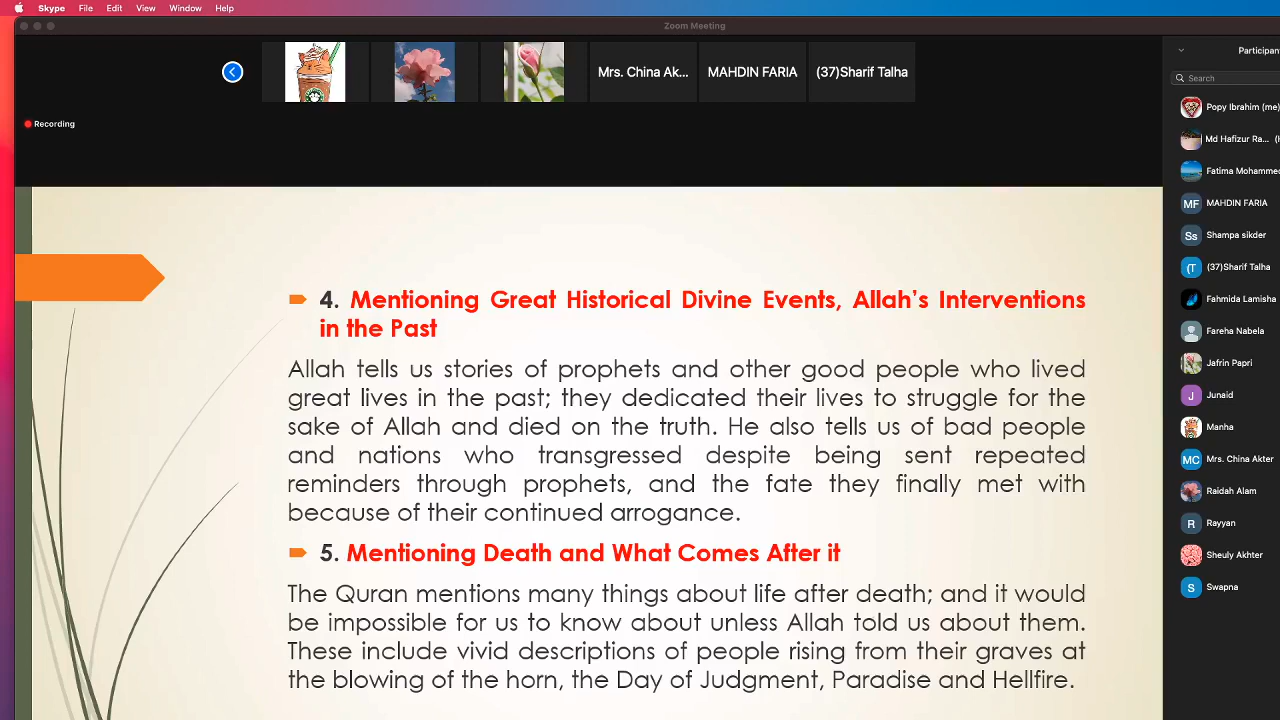 Skype File Edit View Window Help
Zoom Meeting
Mrs. China Ak... MAHDIN FARIA (37)Sharif Talha
Recording
Search
Popy Ibrahim (me)
Md Hafizur Ra...
Fatima Mohammed
MF MAHDIN FARIA
Ss Shampa sikder
(T (37)Sharif Talha
Fahmida Lamisha
Fareha Nabela
Jafrin Papri
J Junaid
Manha
MC Mrs. China Akter
Raidah Alam
R Rayyan
Sheuly Akhter
S Swapna
4. Mentioning Great Historical Divine Events, Allah's Interventions
in the Past
Allah tells us stories of prophets and other good people who lived
great lives in the past; they dedicated their lives to struggle for the
sake of Allah and died on the truth. He also tells us of bad people
and nations who transgressed despite being sent repeated
reminders through prophets, and the fate they finally met with
because of their continued arrogance.
5. Mentioning Death and What Comes After it
The Quran mentions many things about life after death; and it would
be impossible for us to know about unless Allah told us about them.
These include vivid descriptions of people rising from their graves at
the blowing of the horn, the Day of Judgment, Paradise and Hellfire.